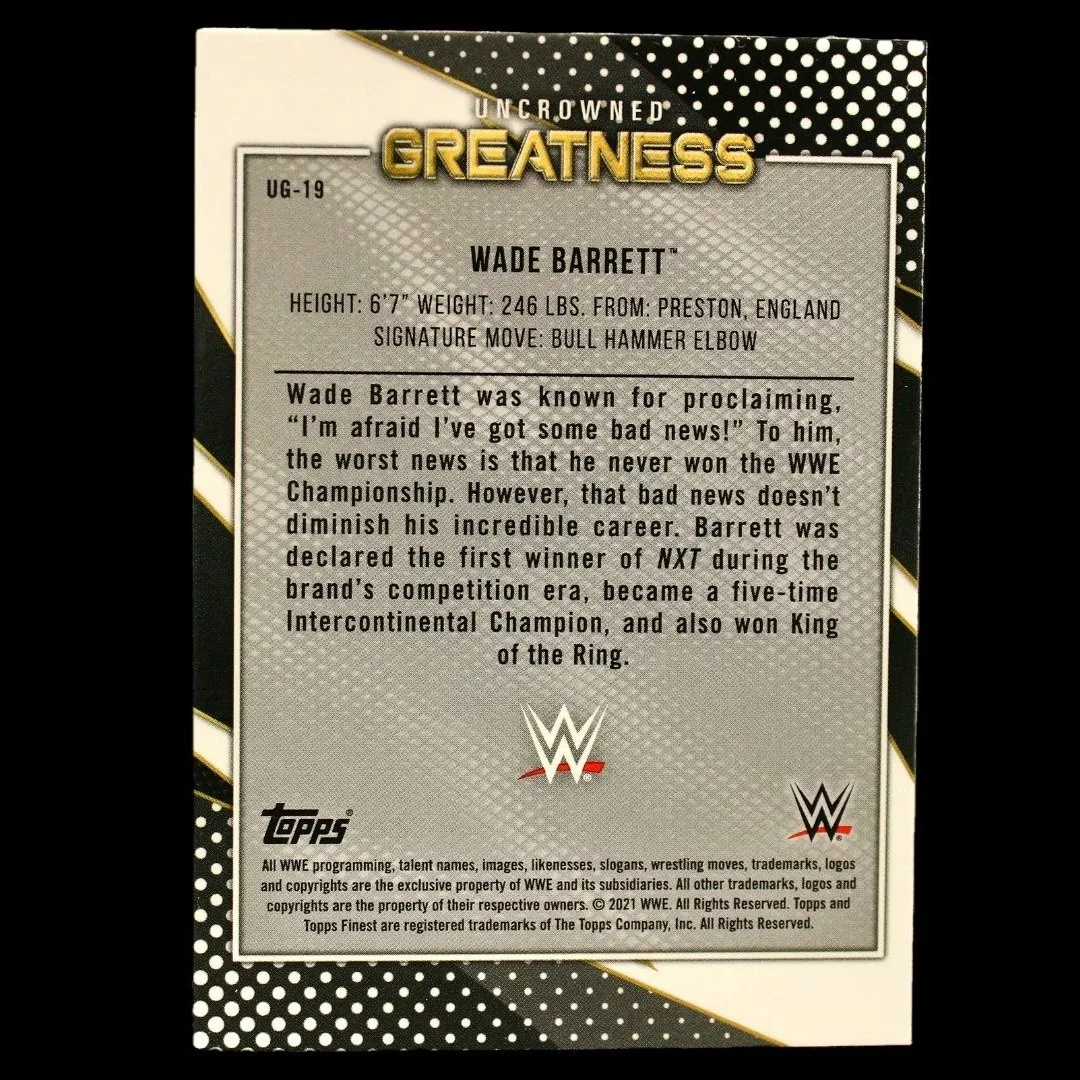 UNCROWNED
GREATNESS
UG-19
WADE BARRETT™
HEIGHT: 6'7" WEIGHT: 246 LBS. FROM: PRESTON, ENGLAND
SIGNATURE MOVE: BULL HAMMER ELBOW
Wade Barrett was known for proclaiming,
“I’m afraid I’ve got some bad news!” To him,
the worst news is that he never won the WWE
Championship. However, that bad news doesn’t
diminish his incredible career. Barrett was
declared the first winner of NXT during the
brand’s competition era, became a five-time
Intercontinental Champion, and also won King
of the Ring.
W
®
Topps®
W
®
All WWE programming, talent names, images, likenesses, slogans, wrestling moves, trademarks, logos
and copyrights are the exclusive property of WWE and its subsidiaries. All other trademarks, logos and
copyrights are the property of their respective owners. © 2021 WWE. All Rights Reserved. Topps and
Topps Finest are registered trademarks of The Topps Company, Inc. All Rights Reserved.